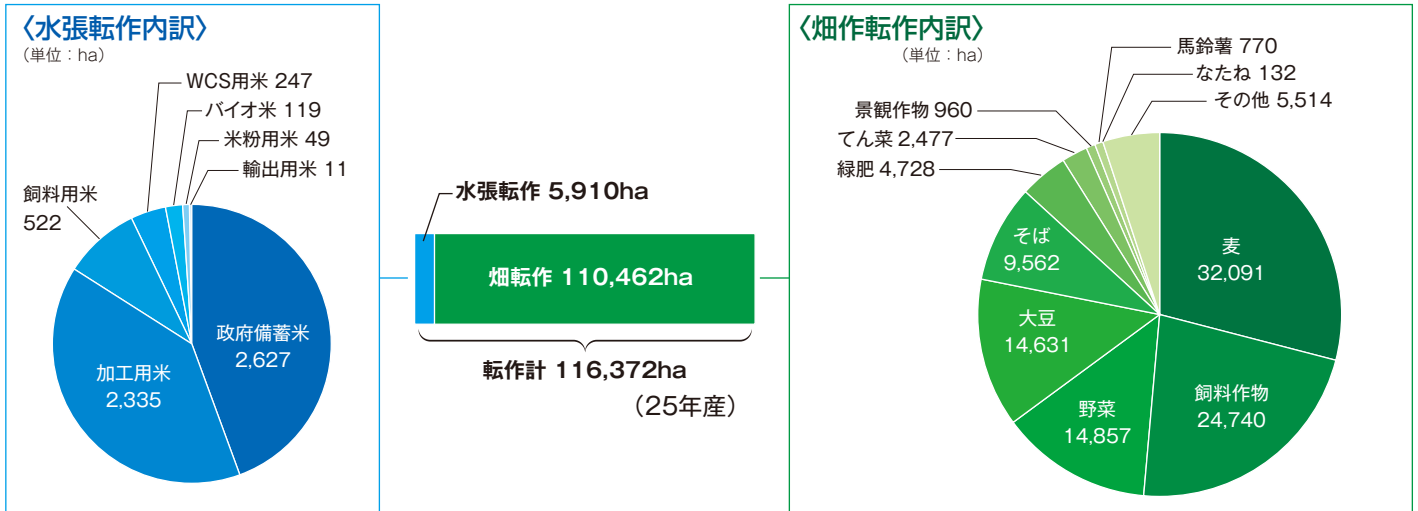 〈水張転作内訳〉
(単位：ha)
WCS用米 247
バイオ米 119
米粉用米 49
輸出用米 11
飼料用米
522
政府備蓄米
2,627
加工用米
2,335
水張転作 5,910ha
畑転作 110,462ha
転作計 116,372ha
（25年産）
〈畑作転作内訳〉
(単位：ha)
馬鈴薯 770
なたね 132
その他 5,514
景観作物 960
てん菜 2,477
緑肥 4,728
そば
9,562
麦
32,091
大豆
14,631
飼料作物
24,740
野菜
14,857